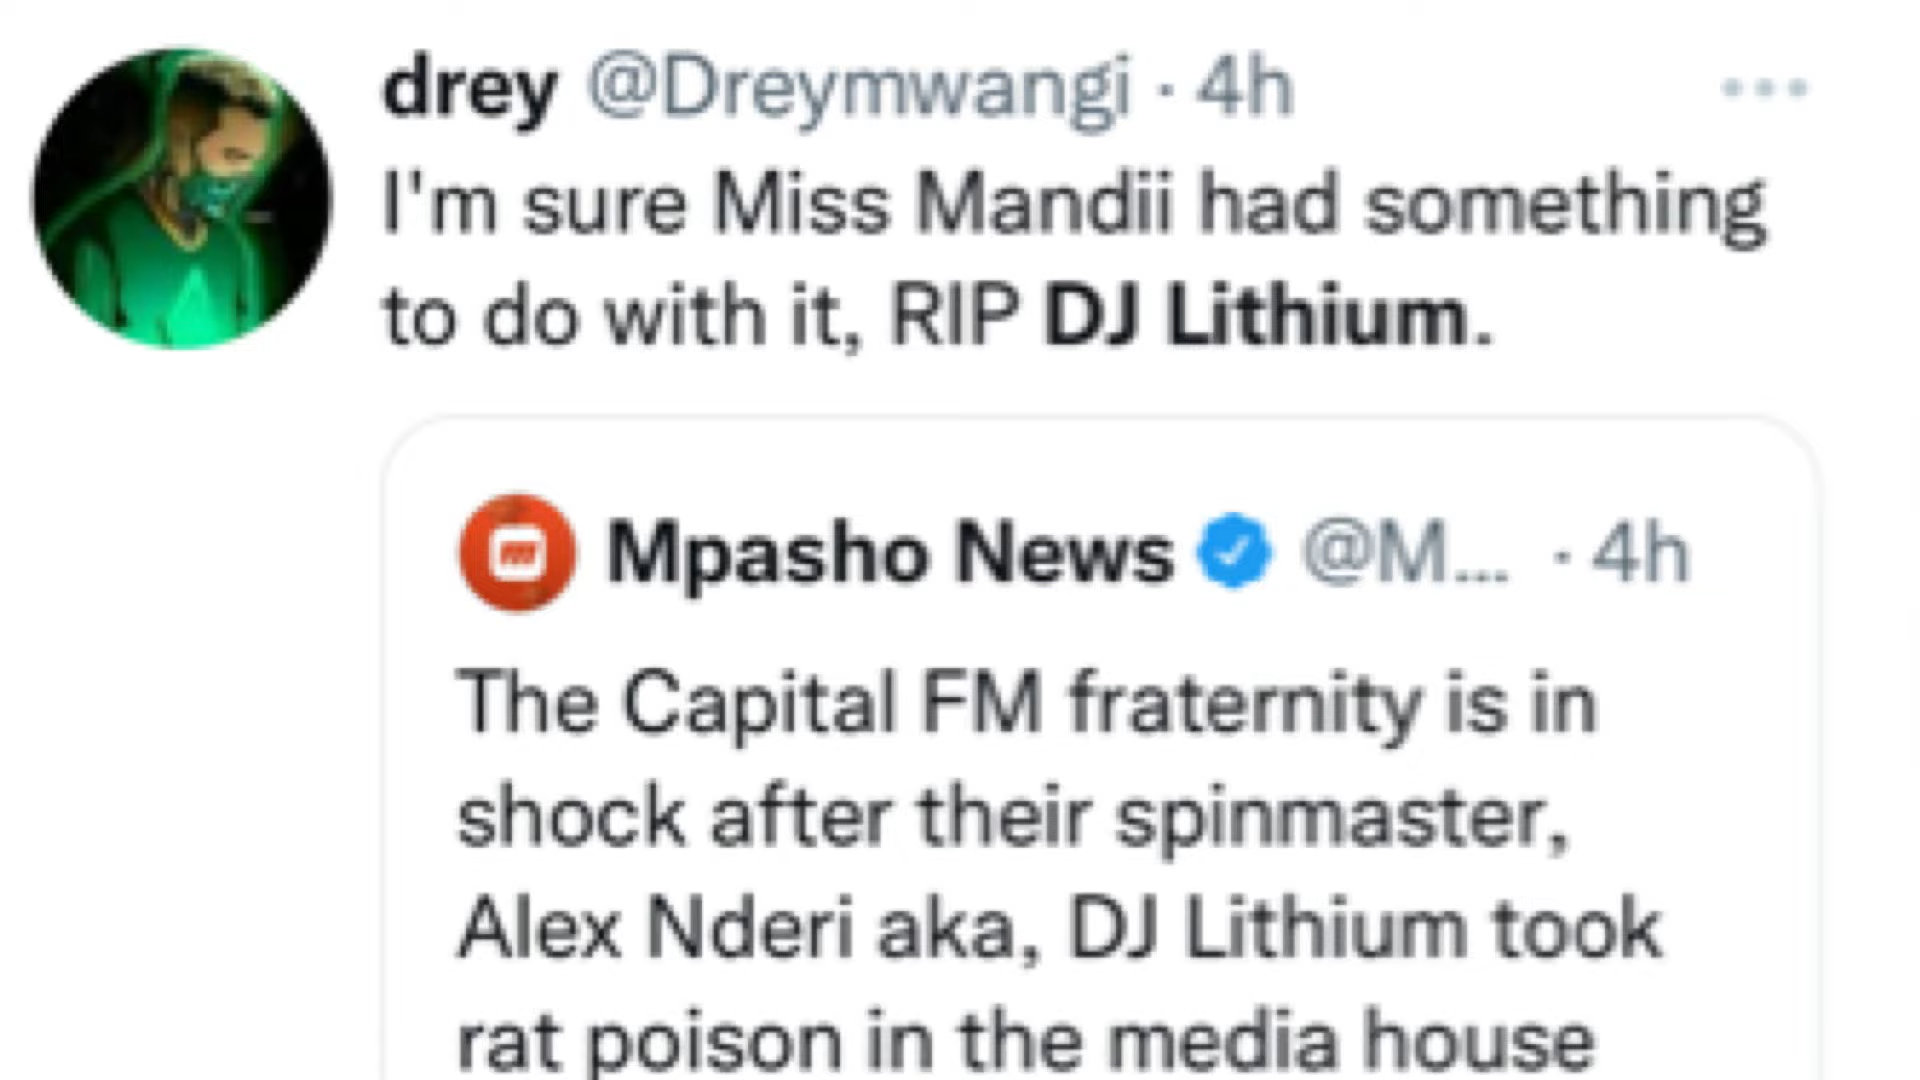 drey @Dreymwangi · 4h
I'm sure Miss Mandii had something
to do with it, RIP DJ Lithium.
Mpasho News @M... · 4h
The Capital FM fraternity is in
shock after their spinmaster,
Alex Nderi aka, DJ Lithium took
rat poison in the media house